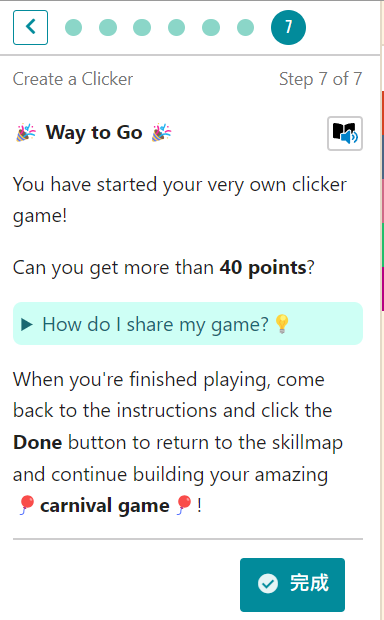 7
Create a Clicker
Step 7 of 7
🎉 Way to Go 🎉
You have started your very own clicker
game!
Can you get more than 40 points?
▶ How do I share my game?💡
When you're finished playing, come
back to the instructions and click the
Done button to return to the skillmap
and continue building your amazing
🎈carnival game🎈!
完成